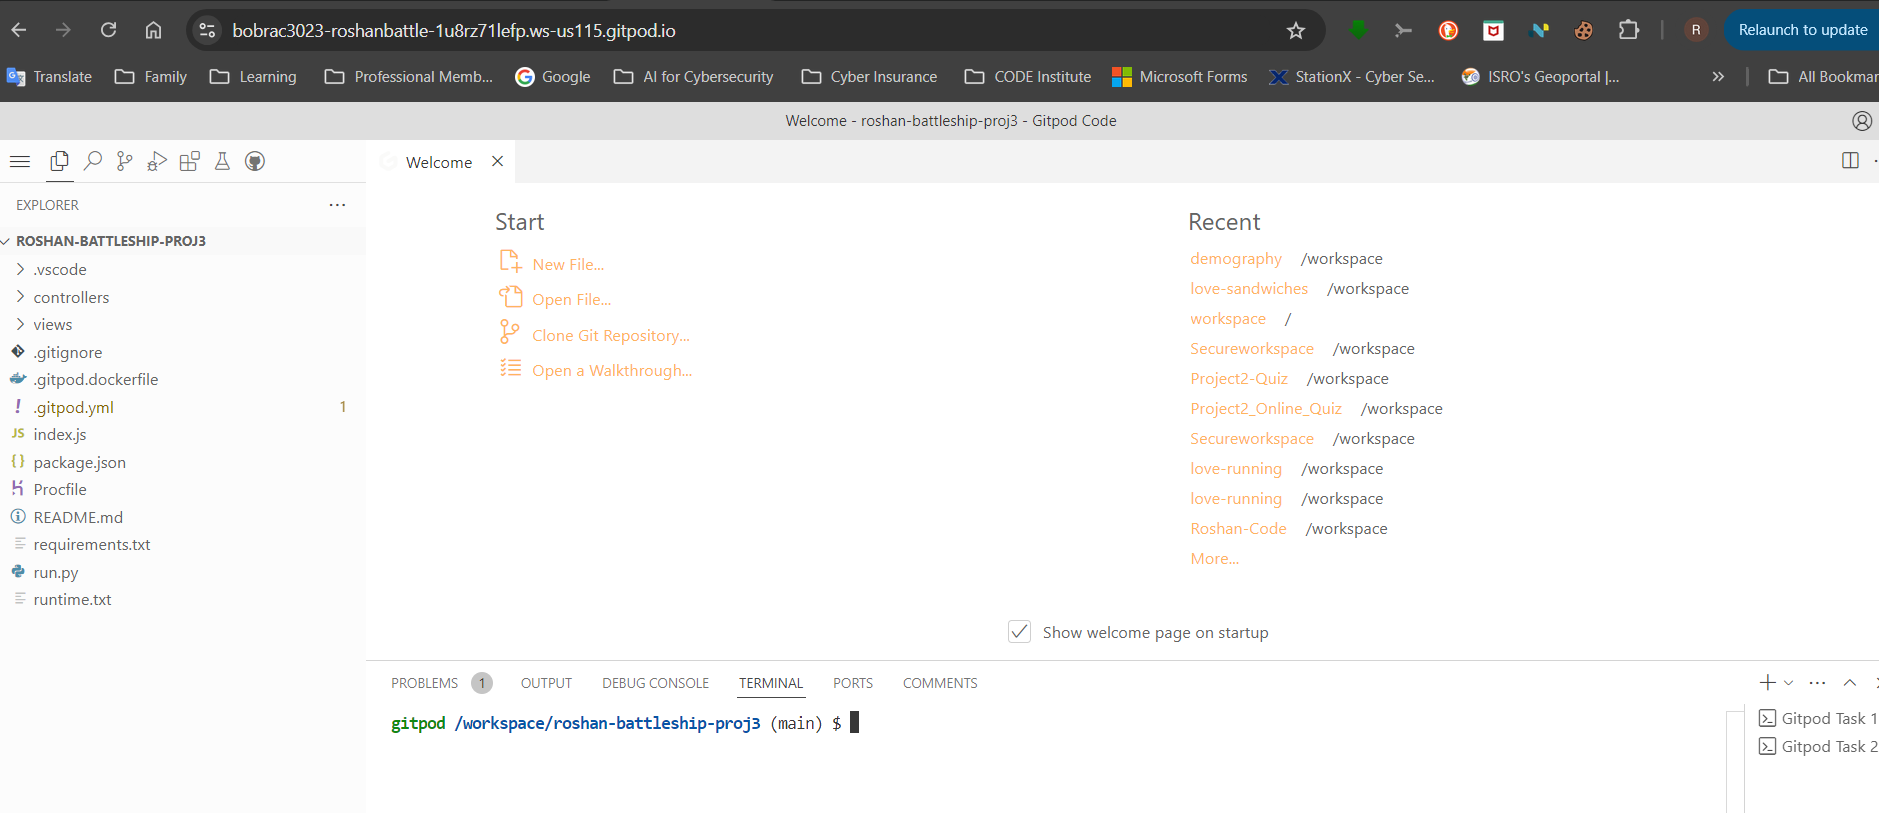 bobrac3023-roshanbattle-1u8rz71lefp.ws-us115.gitpod.io
R
Relaunch to update
Translate
Family
Learning
Professional Memb...
Google
AI for Cybersecurity
Cyber Insurance
CODE Institute
Microsoft Forms
StationX - Cyber Se...
ISRO's Geoportal |...
All Bookmar
Welcome - roshan-battleship-proj3 - Gitpod Code
Welcome
EXPLORER
ROSHAN-BATTLESHIP-PROJ3
.vscode
controllers
views
.gitignore
.gitpod.dockerfile
.gitpod.yml 1
index.js
package.json
Procfile
README.md
requirements.txt
run.py
runtime.txt
Start
New File...
Open File...
Clone Git Repository...
Open a Walkthrough...
Recent
demography /workspace
love-sandwiches /workspace
workspace /
Secureworkspace /workspace
Project2-Quiz /workspace
Project2_Online_Quiz /workspace
Secureworkspace /workspace
love-running /workspace
love-running /workspace
Roshan-Code /workspace
More...
Show welcome page on startup
PROBLEMS 1 OUTPUT DEBUG CONSOLE TERMINAL PORTS COMMENTS
gitpod /workspace/roshan-battleship-proj3 (main) $
Gitpod Task 1
Gitpod Task 2